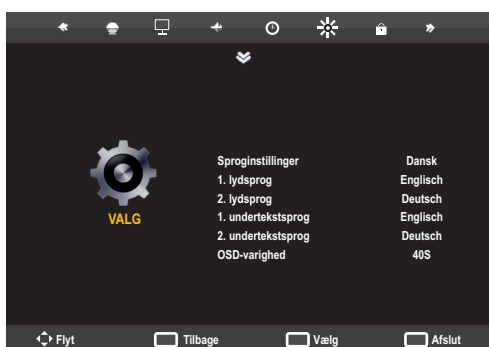 VALG
Sproginstillinger Dansk
1. lydsprog Englisch
2. lydsprog Deutsch
1. undertekstsprog Englisch
2. undertekstsprog Deutsch
OSD-varighed 40S
Flyt Tilbage Vælg Afslut